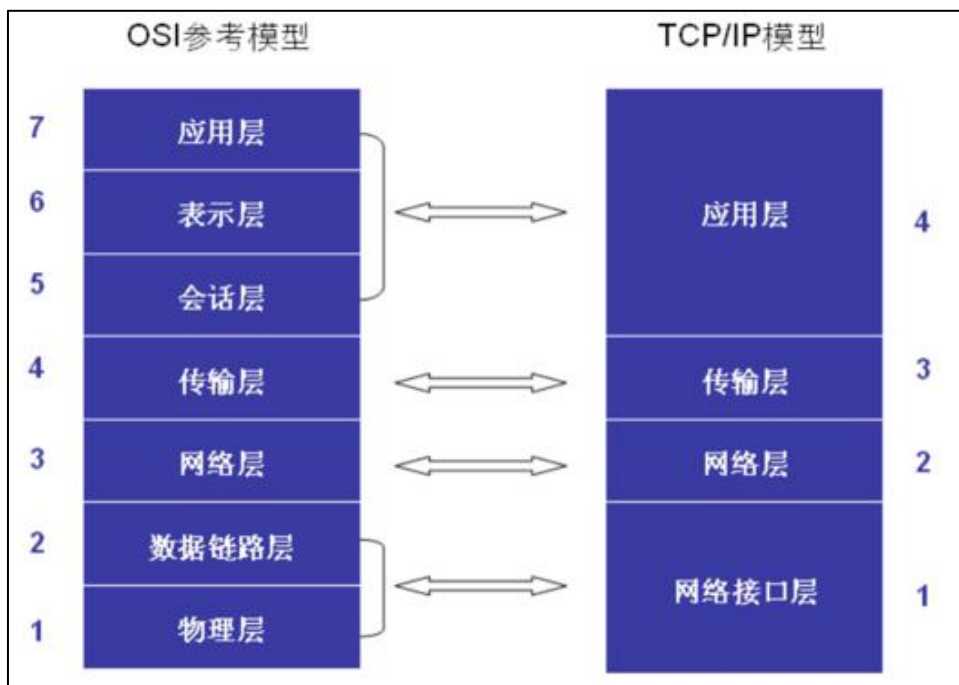 OSI参考模型
TCP/IP模型
7
应用层
6
表示层
5
会话层
4
传输层
3
网络层
2
数据链路层
1
物理层
应用层
4
传输层
3
网络层
2
网络接口层
1